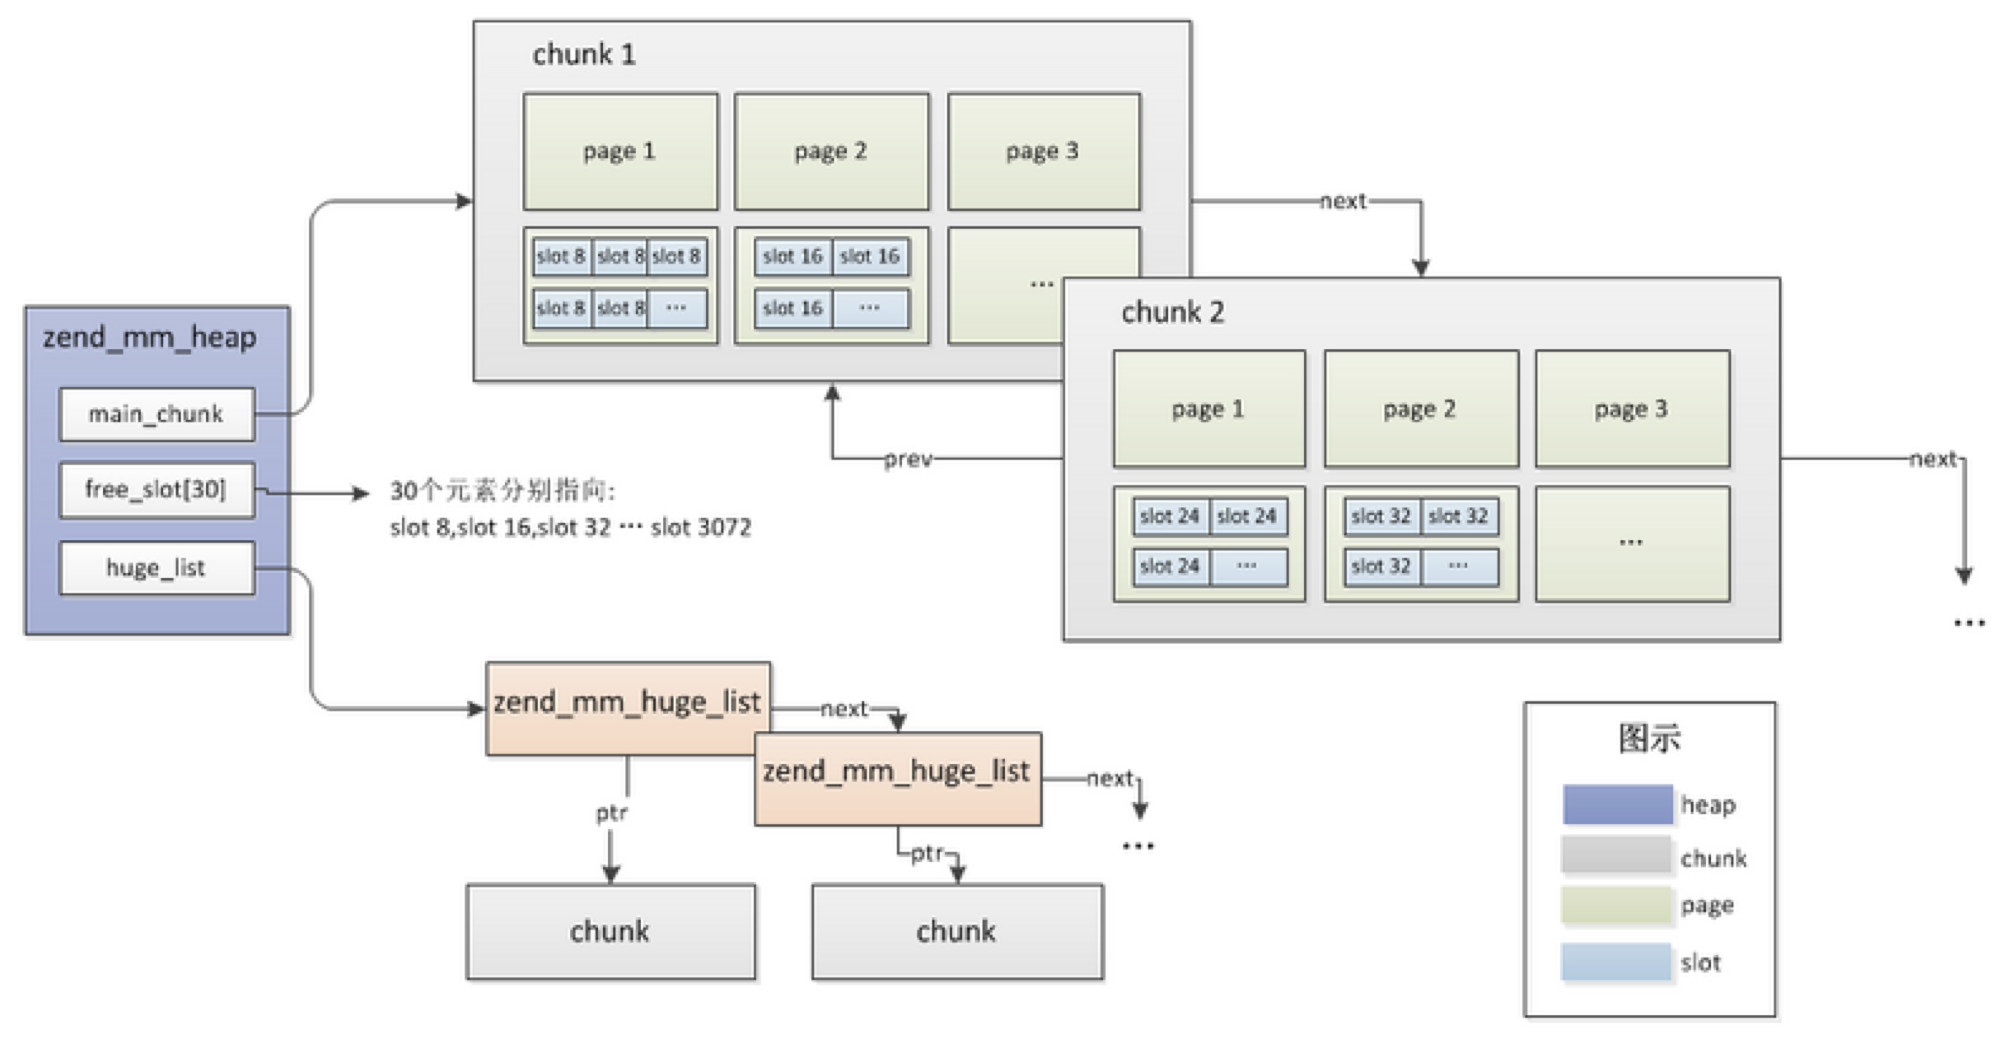 chunk 1
page 1
page 2
page 3
slot 8
slot 8
slot 8
slot 16
slot 16
slot 8
slot 8
...
slot 16
...
...
next
chunk 2
page 1
page 2
page 3
slot 24
slot 24
slot 32
slot 32
slot 24
...
slot 32
...
...
prev
next
...
zend_mm_heap
main_chunk
free_slot[30]
huge_list
30个元素分别指向:
slot 8,slot 16,slot 32 ··· slot 3072
zend_mm_huge_list
next
zend_mm_huge_list
next
...
ptr
ptr
chunk
chunk
图示
heap
chunk
page
slot